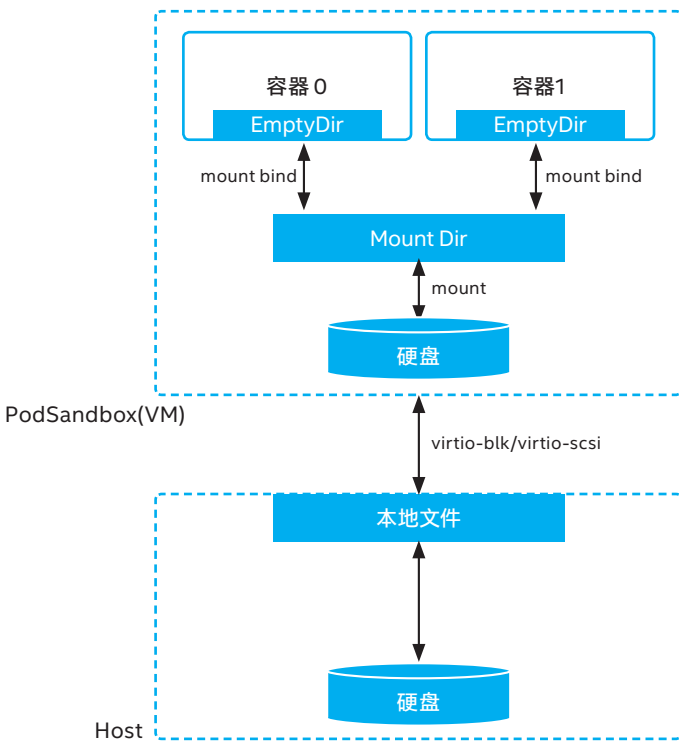 容器 0
容器1
EmptyDir
EmptyDir
mount bind
mount bind
Mount Dir
mount
硬盘
PodSandbox(VM)
virtio-blk/virtio-scsi
本地文件
硬盘
Host